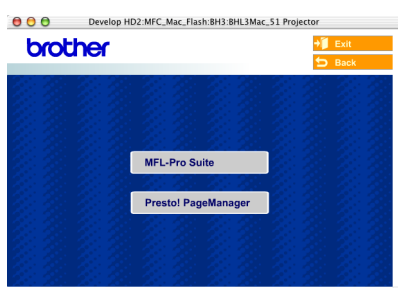 Develop HD2:MFC_Mac_Flash:BH3:BHL3Mac_51 Projector
brother
Exit
Back
MFL-Pro Suite
Presto! PageManager